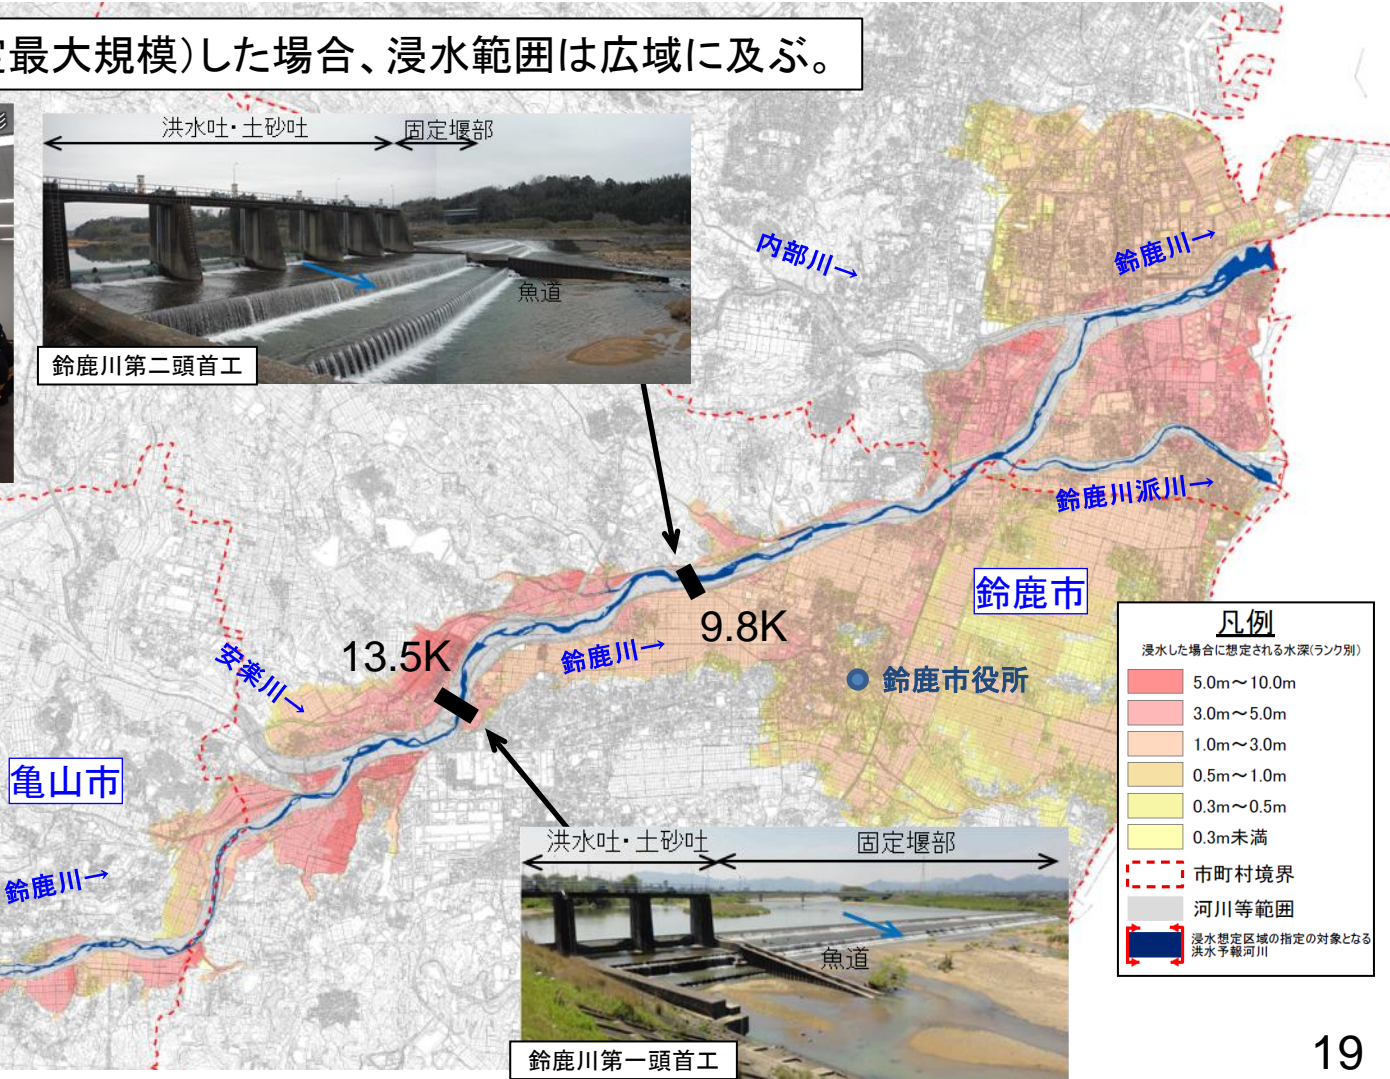 最大規模)した場合、浸水範囲は広域に及ぶ。
洪水吐・土砂吐
固定堰部
魚道
鈴鹿川第二頭首工
内部川→
鈴鹿川→
鈴鹿川派川→
鈴鹿市
9.8K
13.5K
鈴鹿川→
安楽川→
鈴鹿市役所
亀山市
鈴鹿川→
洪水吐・土砂吐
固定堰部
魚道
鈴鹿川第一頭首工
凡例
浸水した場合に想定される水深(ランク別)
5.0m～10.0m
3.0m～5.0m
1.0m～3.0m
0.5m～1.0m
0.3m～0.5m
0.3m未満
市町村境界
河川等範囲
浸水想定区域の指定の対象となる
洪水予報河川
19